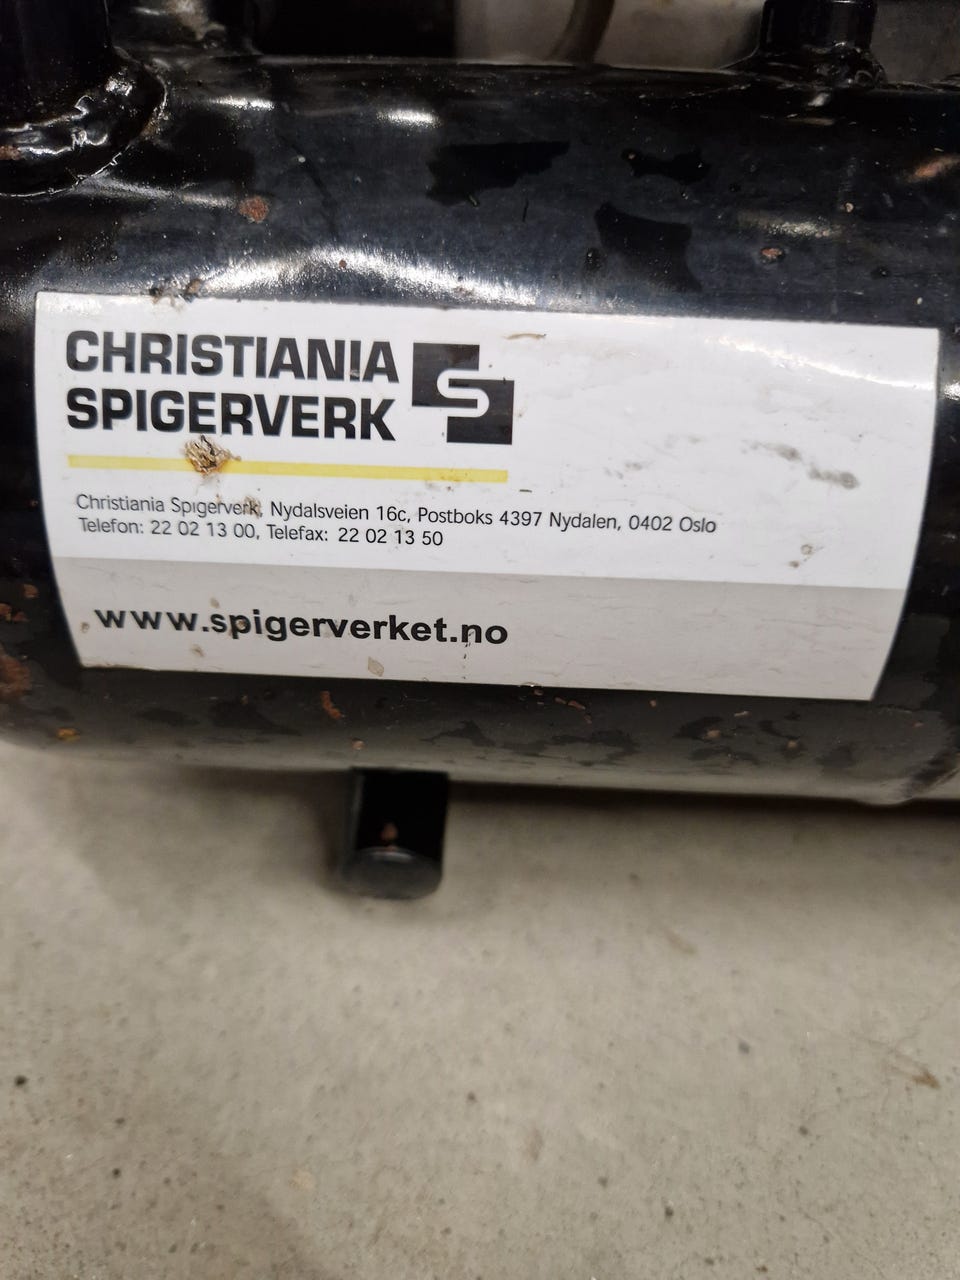 CHRISTIANIA
SPIGERVERK
Christiania Spigerverk, Nydalsveien 16c, Postboks 4397 Nydalen, 0402 Oslo
Telefon: 22 02 13 00, Telefax: 22 02 13 50
www.spigerverket.no